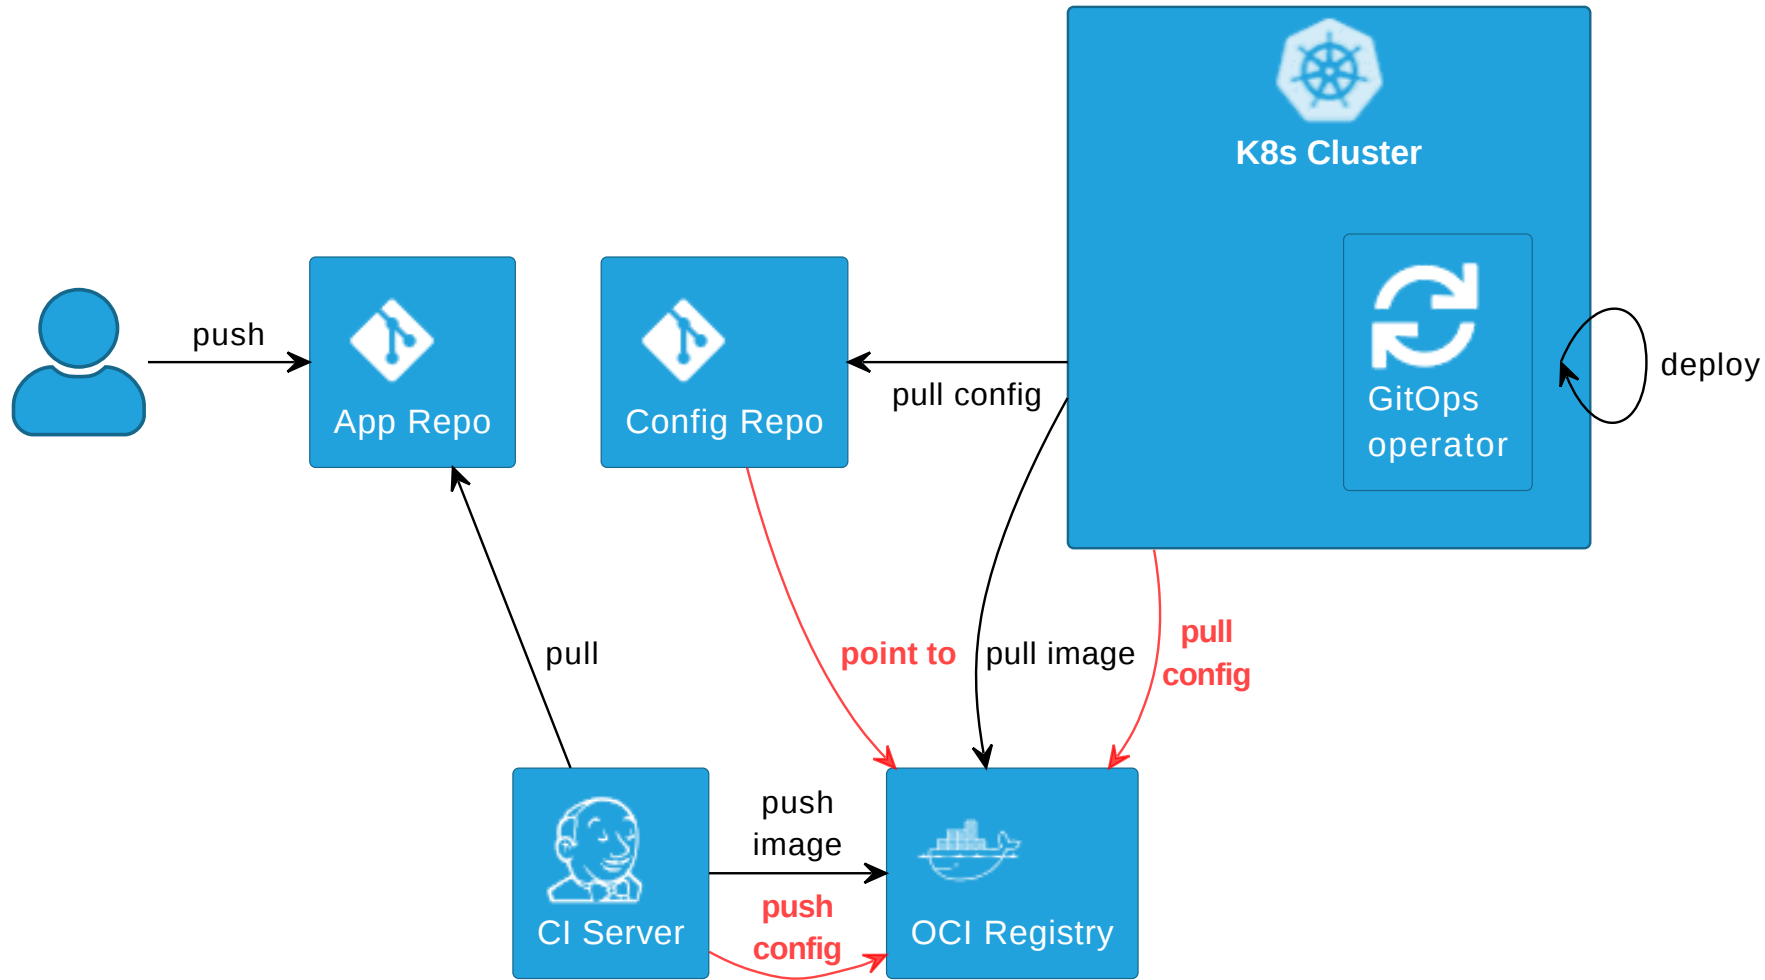 K8s Cluster
push
App Repo
Config Repo
pull config
GitOps
operator
deploy
pull
point to
pull image
pull
config
push
image
push
config
CI Server
OCI Registry